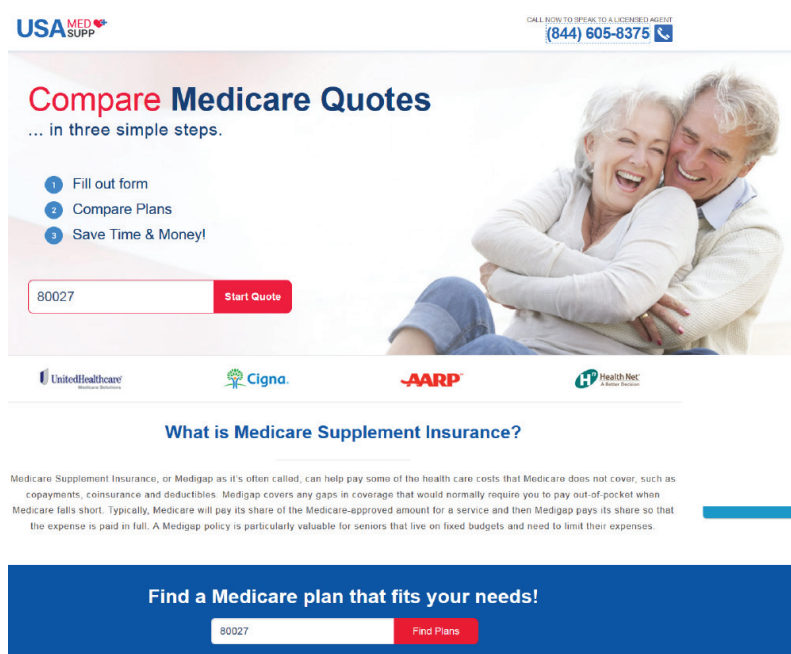 USA MED SUPP
CALL NOW TO SPEAK TO A LICENSED AGENT
(844) 605-8375
Compare Medicare Quotes
... in three simple steps.
1 Fill out form
2 Compare Plans
3 Save Time & Money!
80027 Start Quote
UnitedHealthcare Medicare Solutions
Cigna.
AARP
H Health Net A Better Decision
What is Medicare Supplement Insurance?
Medicare Supplement Insurance, or Medigap as it's often called, can help pay some of the health care costs that Medicare does not cover, such as
copayments, coinsurance and deductibles. Medigap covers any gaps in coverage that would normally require you to pay out-of-pocket when
Medicare falls short. Typically, Medicare will pay its share of the Medicare-approved amount for a service and then Medigap pays its share so that
the expense is paid in full. A Medigap policy is particularly valuable for seniors that live on fixed budgets and need to limit their expenses.
Find a Medicare plan that fits your needs!
80027 Find Plans